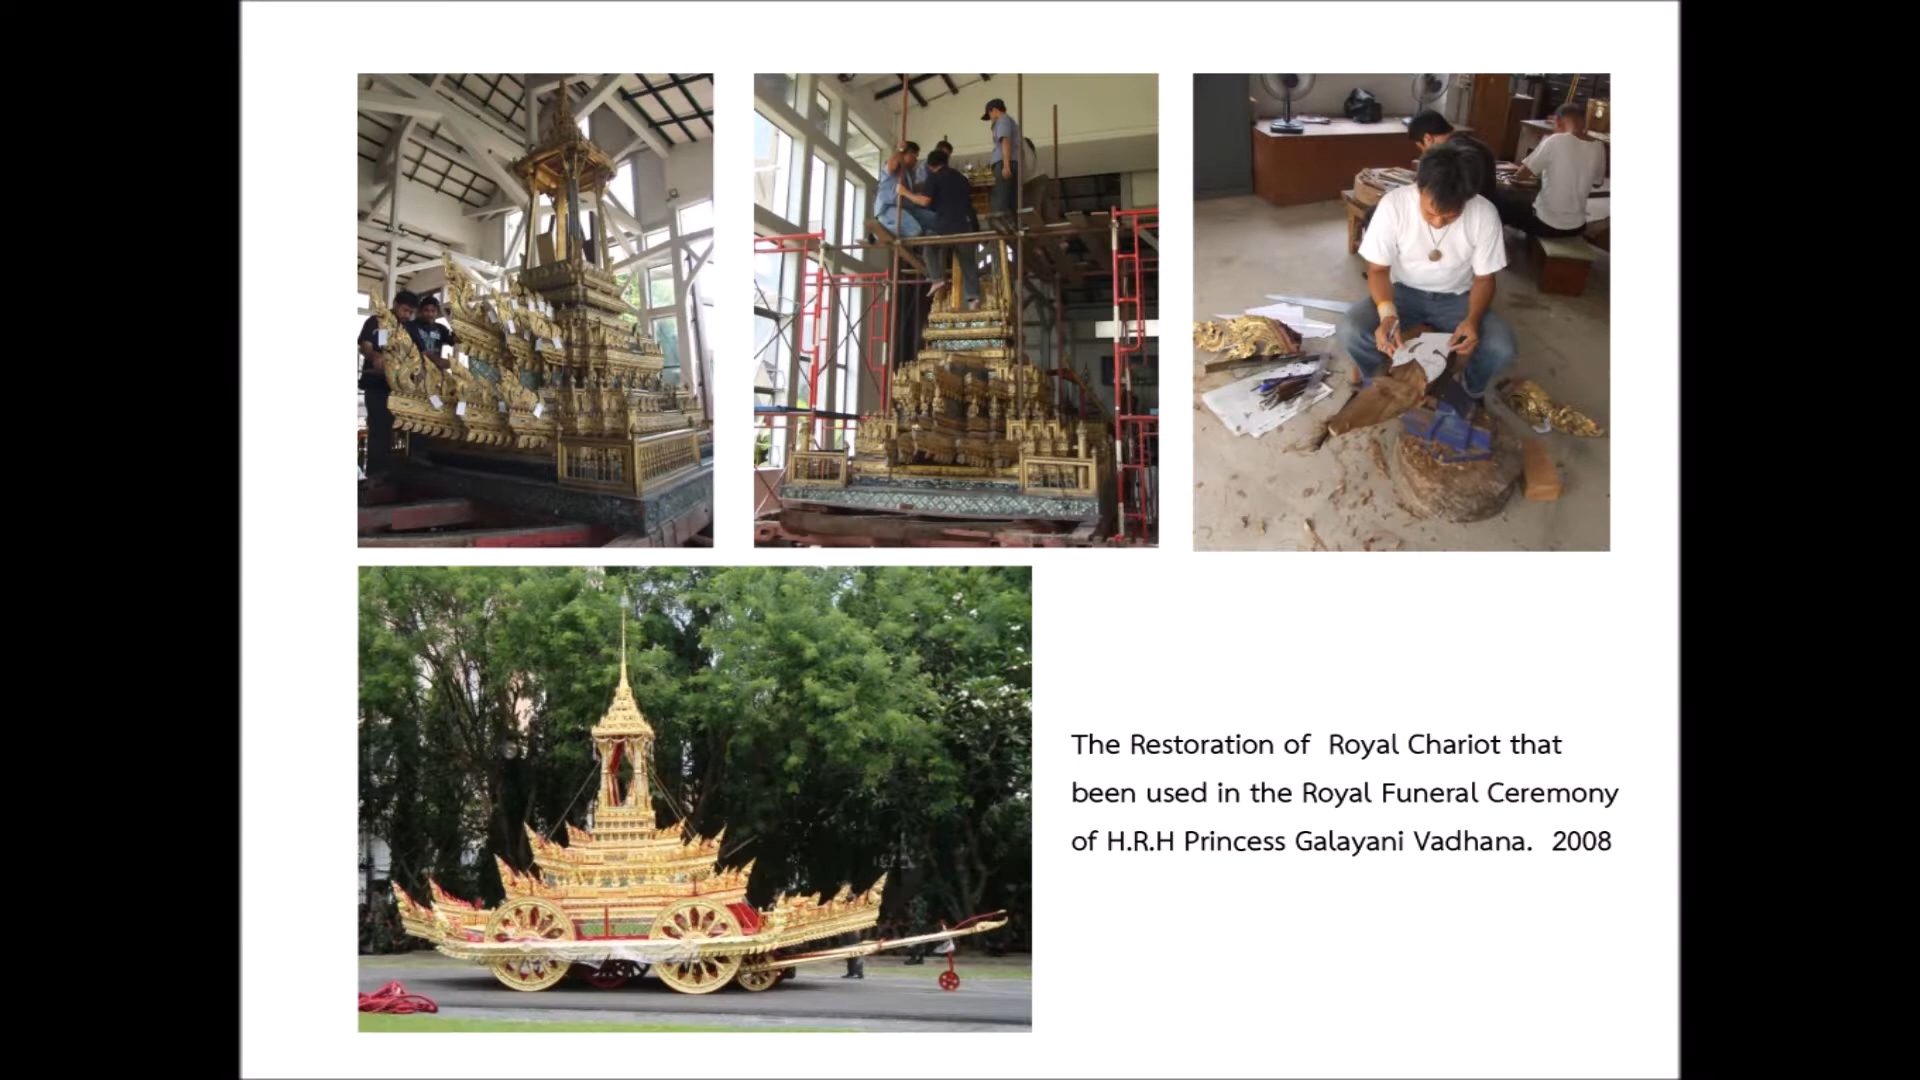 The Restoration of Royal Chariot that
been used in the Royal Funeral Ceremony
of H.R.H Princess Galayani Vadhana. 2008